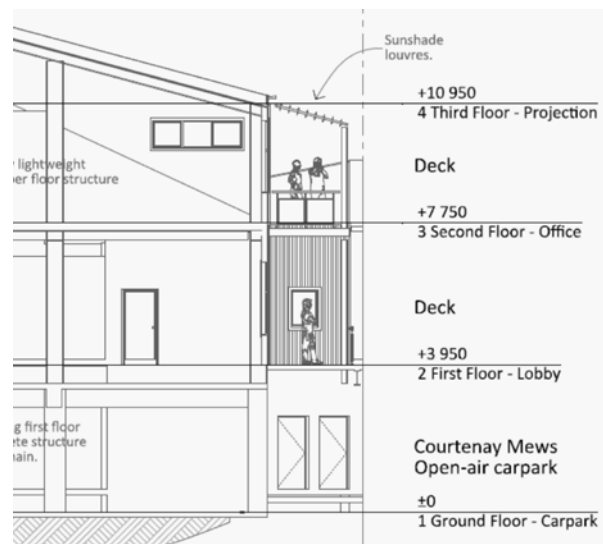 Sunshade
louvres.
+10 950
4 Third Floor - Projection
lightweight
floor structure
Deck
+7 750
3 Second Floor - Office
Deck
+3 950
2 First Floor - Lobby
first floor
structure
Courtenay Mews
Open-air carpark
±0
1 Ground Floor - Carpark